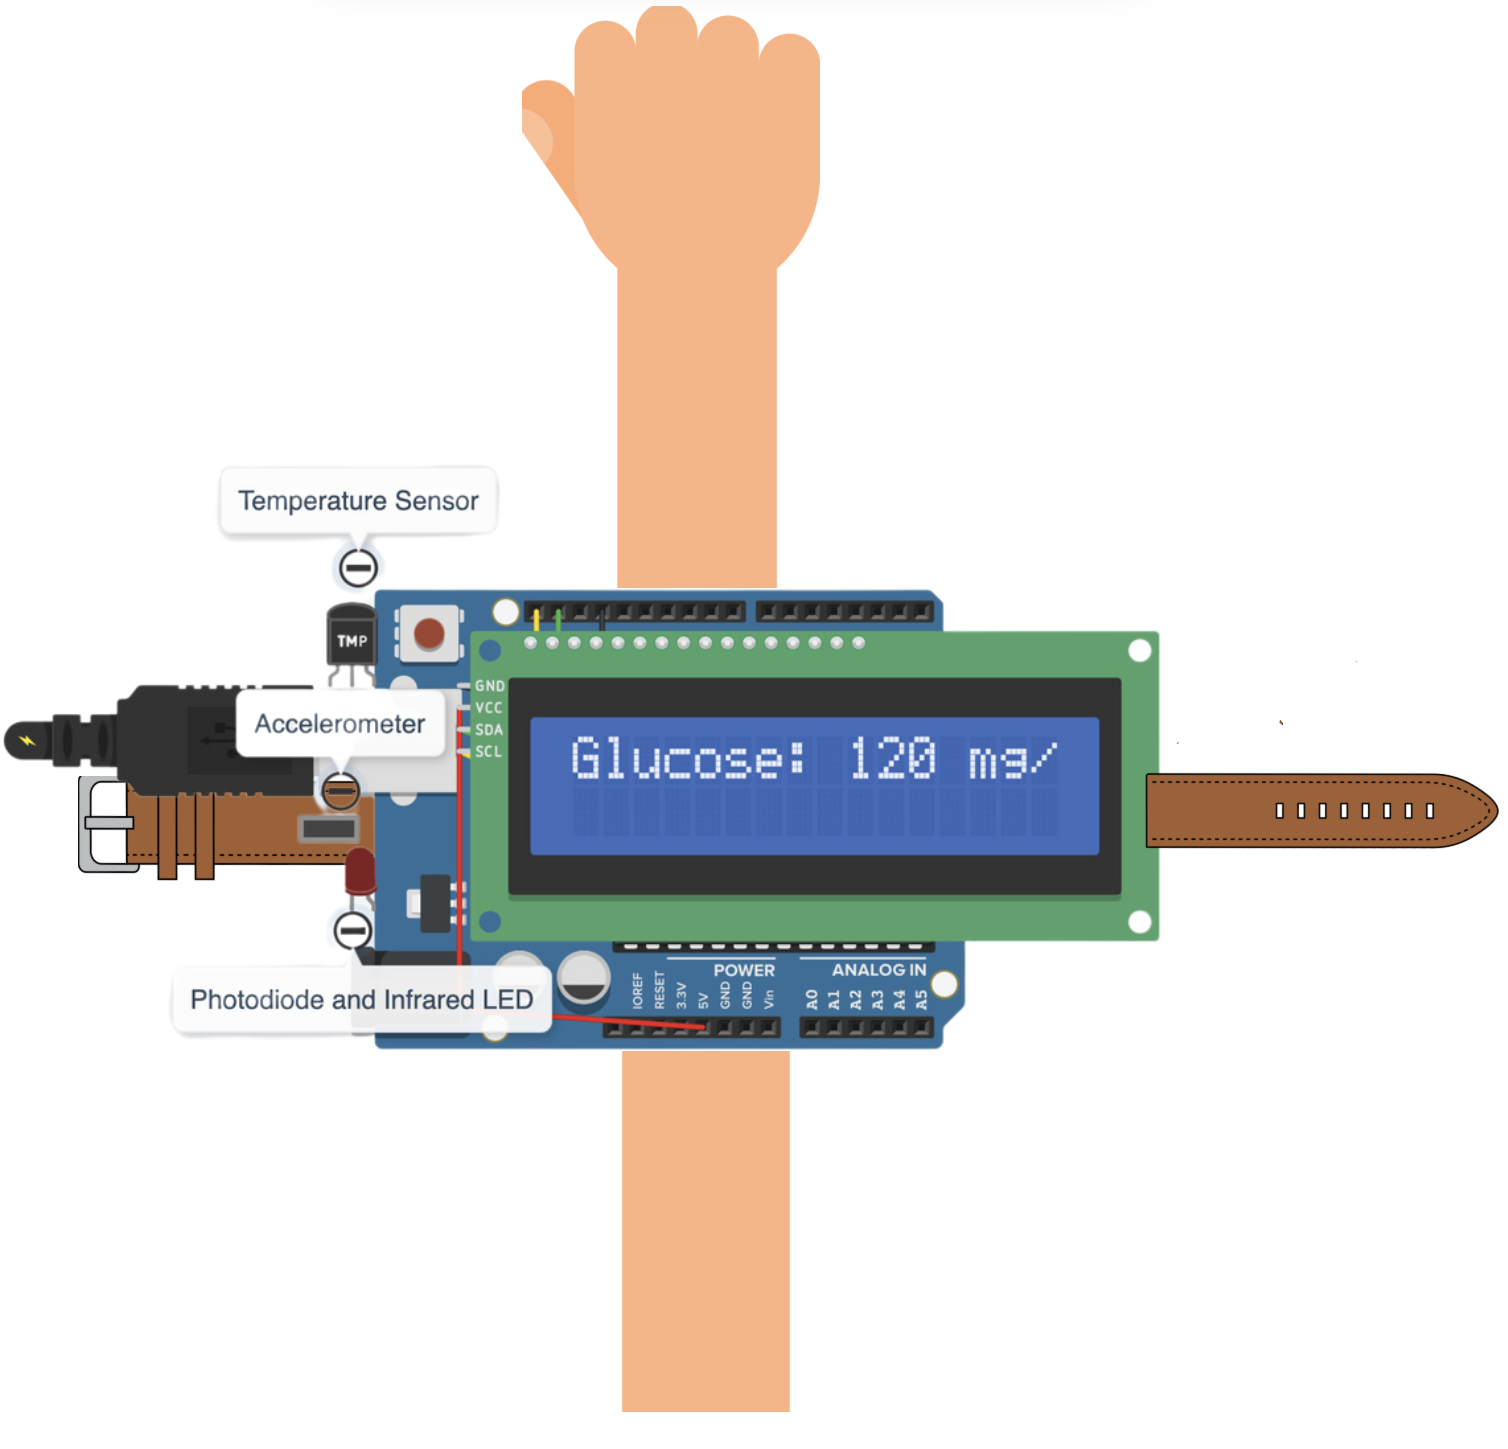 Temperature Sensor
TMP
Accelerometer
GND
VCC
SDA
SCL
Glucose: 120 mg/
Photodiode and Infrared LED
POWER
ANALOG IN
IOREF
RESET
3.3V
5V
GND
GND
Vin
A0
A1
A2
A3
A4
A5